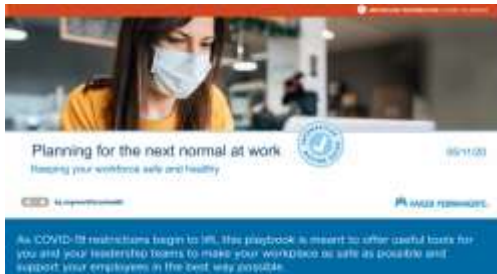 Planning for the next normal at work
05/11/20
Keeping your workforce safe and healthy
KAISER PERMANENTE®
As COVID-19 restrictions begin to lift, this playbook is meant to offer useful tools for
you and your leadership teams to make your workplace as safe as possible and
support your employees in the best way possible.